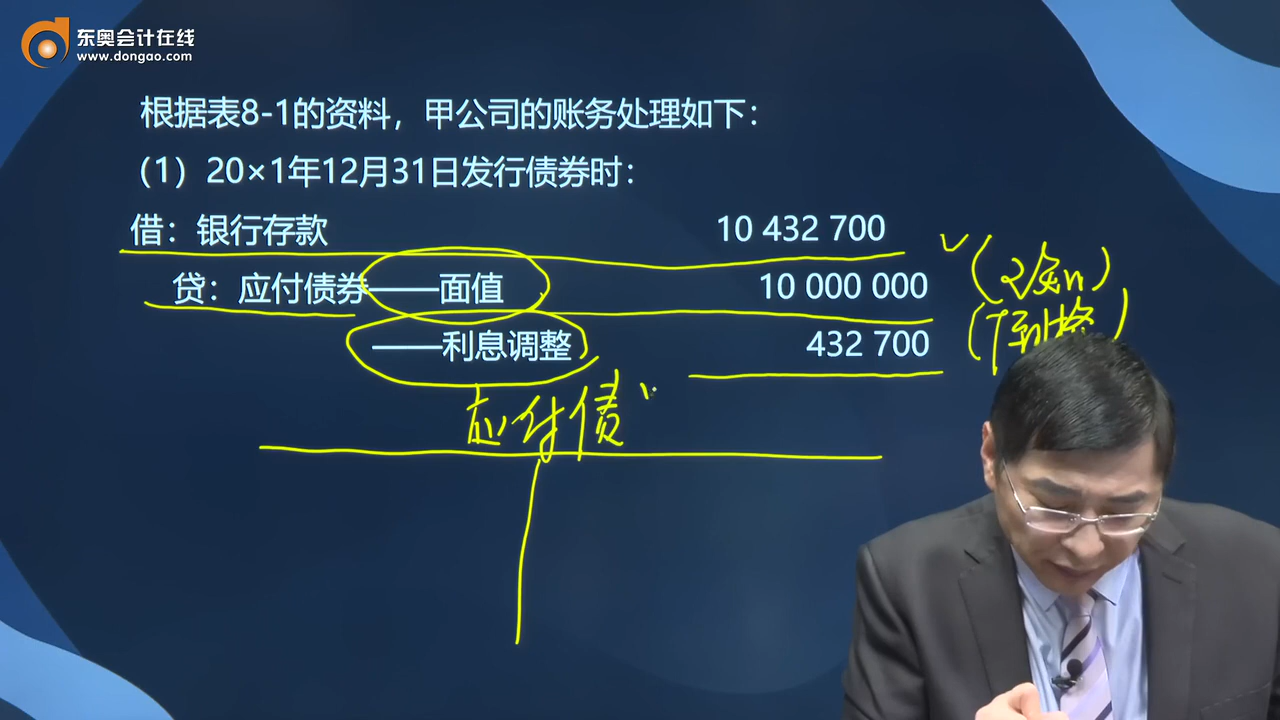 东奥会计在线
www.dongao.com
根据表8-1的资料，甲公司的账务处理如下：
（1）20×1年12月31日发行债券时：
借：银行存款 10 432 700
贷：应付债券——面值 10 000 000
——利息调整 432 700
应付债